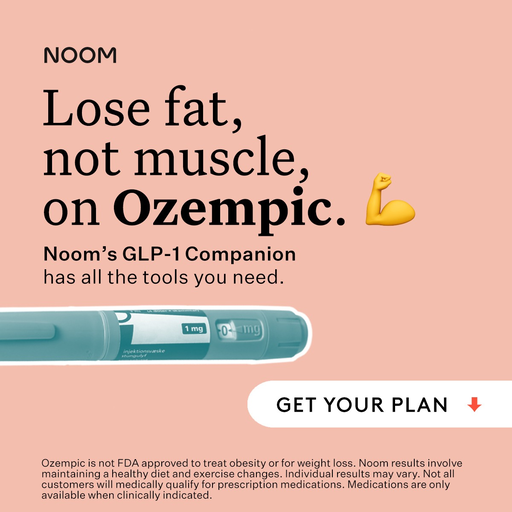 NOOM
Lose fat,
not muscle,
on Ozempic.
Noom's GLP-1 Companion
has all the tools you need.
1 mg
mg
GET YOUR PLAN
Ozempic is not FDA approved to treat obesity or for weight loss. Noom results involve
maintaining a healthy diet and exercise changes. Individual results may vary. Not all
customers will medically qualify for prescription medications. Medications are only
available when clinically indicated.